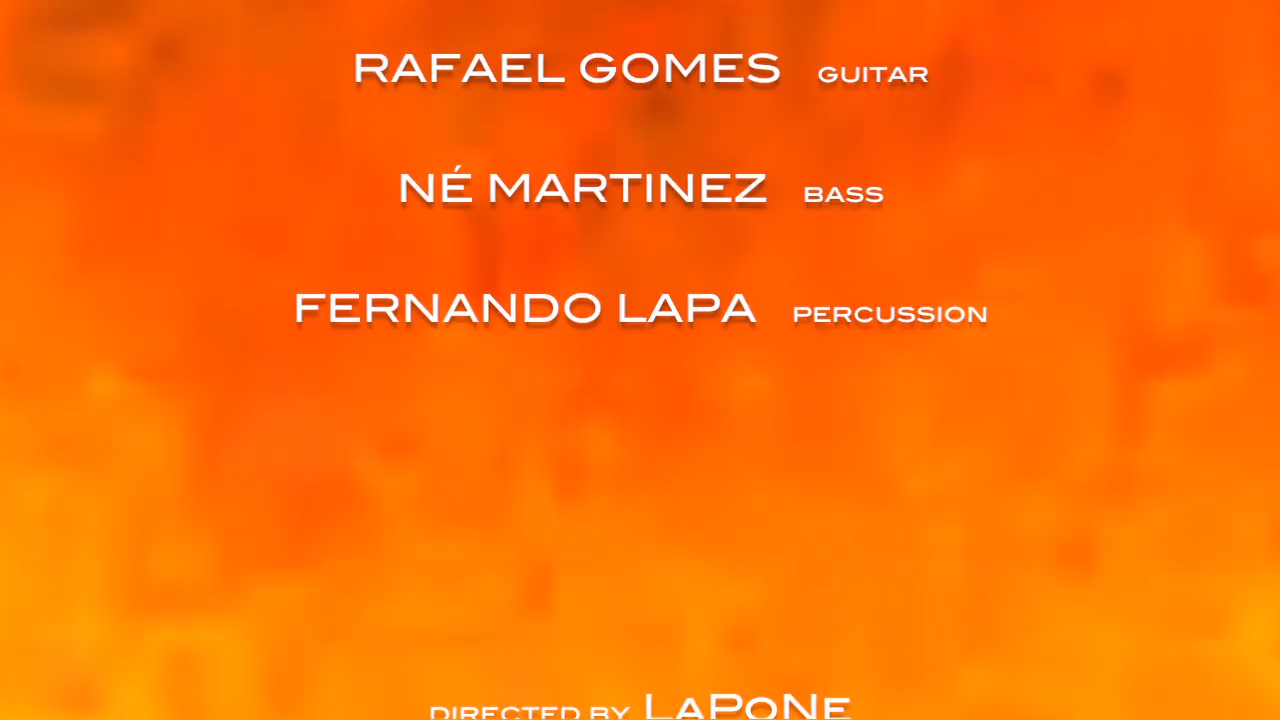 RAFAEL GOMES GUITAR
NÉ MARTINEZ BASS
FERNANDO LAPA PERCUSSION
DIRECTED BY LAPONE